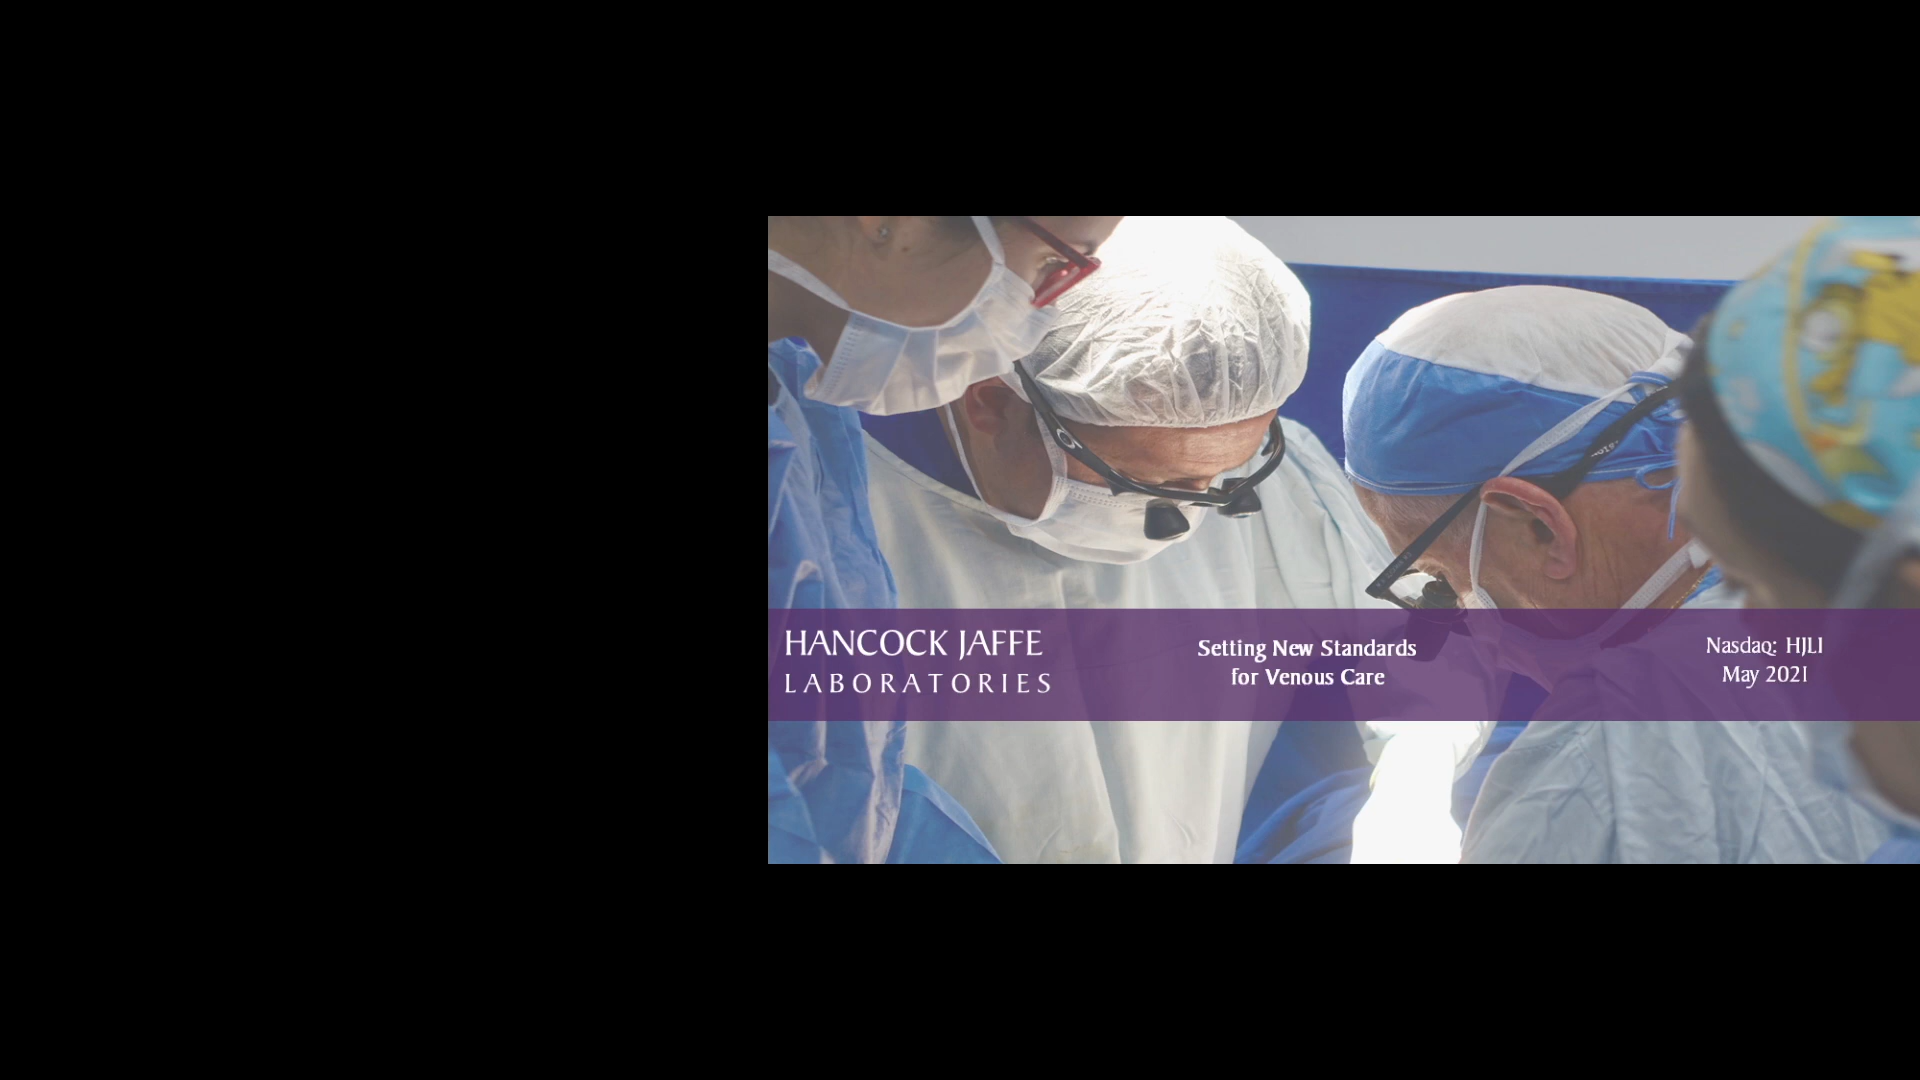 HANCOCK JAFFE
LABORATORIES
Setting New Standards
for Venous Care
Nasdaq: HJLI
May 2021